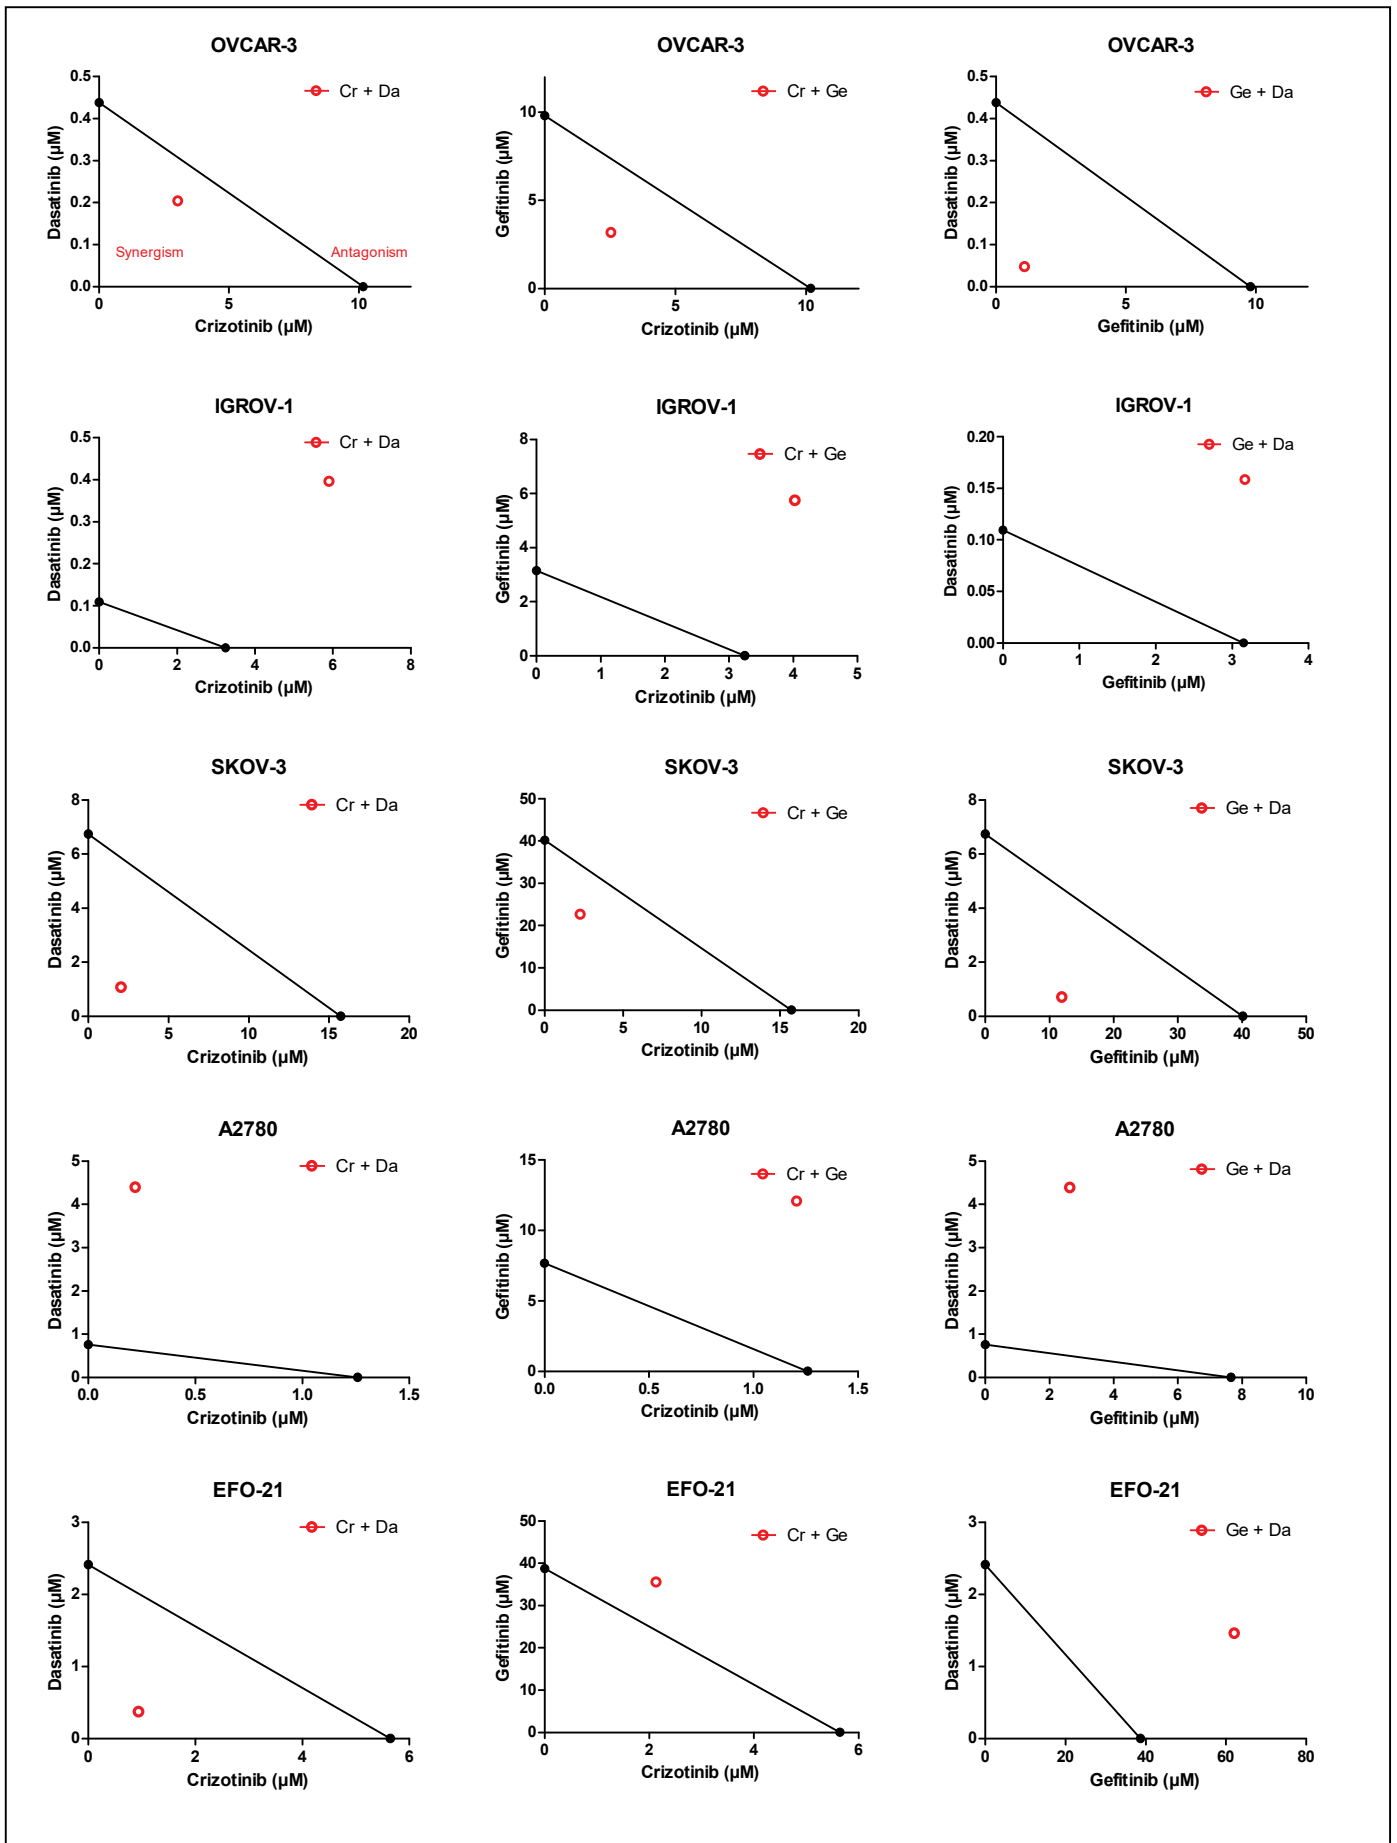 OVCAR-3
Cr + Da
Dasatinib (µM)
0.5
0.4
0.3
0.2
0.1
0.0
Synergism
Antagonism
0 5 10
Crizotinib (µM)
OVCAR-3
Cr + Ge
Gefitinib (µM)
10
5
0
0 5 10
Crizotinib (µM)
OVCAR-3
Ge + Da
Dasatinib (µM)
0.5
0.4
0.3
0.2
0.1
0.0
0 5 10
Gefitinib (µM)
IGROV-1
Cr + Da
Dasatinib (µM)
0.5
0.4
0.3
0.2
0.1
0.0
0 2 4 6 8
Crizotinib (µM)
IGROV-1
Cr + Ge
Gefitinib (µM)
8
6
4
2
0
0 1 2 3 4 5
Crizotinib (µM)
IGROV-1
Ge + Da
Dasatinib (µM)
0.20
0.15
0.10
0.05
0.00
0 1 2 3 4
Gefitinib (µM)
SKOV-3
Cr + Da
Dasatinib (µM)
8
6
4
2
0
0 5 10 15 20
Crizotinib (µM)
SKOV-3
Cr + Ge
Gefitinib (µM)
50
40
30
20
10
0
0 5 10 15 20
Crizotinib (µM)
SKOV-3
Ge + Da
Dasatinib (µM)
8
6
4
2
0
0 10 20 30 40 50
Gefitinib (µM)
A2780
Cr + Da
Dasatinib (µM)
5
4
3
2
1
0
0.0 0.5 1.0 1.5
Crizotinib (µM)
A2780
Cr + Ge
Gefitinib (µM)
15
10
5
0
0.0 0.5 1.0 1.5
Crizotinib (µM)
A2780
Ge + Da
Dasatinib (µM)
5
4
3
2
1
0
0 2 4 6 8 10
Gefitinib (µM)
EFO-21
Cr + Da
Dasatinib (µM)
3
2
1
0
0 2 4 6
Crizotinib (µM)
EFO-21
Cr + Ge
Gefitinib (µM)
50
40
30
20
10
0
0 2 4 6
Crizotinib (µM)
EFO-21
Ge + Da
Dasatinib (µM)
3
2
1
0
0 20 40 60 80
Gefitinib (µM)